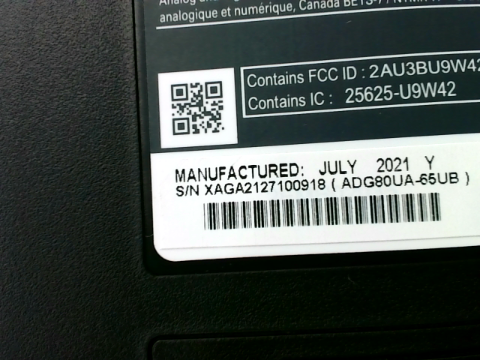 analogique et numérique, Canada
Contains FCC ID : 2AU3BU9W42
Contains IC : 25625-U9W42
MANUFACTURED: JULY 2021 Y
S/N XAGA2127100918 ( ADG80UA-65UB )